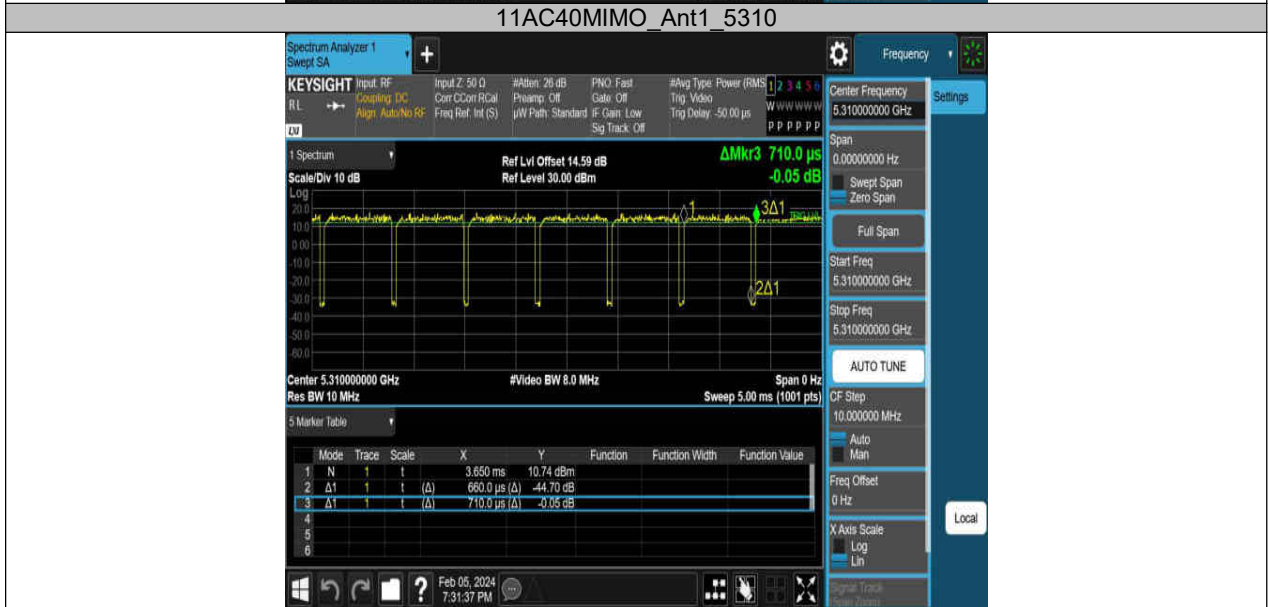 11AC40MIMO_Ant1_5310
Spectrum Analyzer 1
Swept SA
+
Frequency
KEYSIGHT
RL
LXI
Input: RF
Coupling: DC
Align: Auto/No RF
Input Z: 50 Ω
Corr CCorr RCal
Freq Ref: Int (S)
#Atten: 26 dB
Preamp: Off
µW Path: Standard
PNO: Fast
Gate: Off
IF Gain: Low
Sig Track: Off
#Avg Type: Power (RMS
Trig: Video
Trig Delay: -50.00 µs
1 2 3 4 5 6
W W W W W W
P P P P P P
Center Frequency
5.310000000 GHz
Settings
Span
0.00000000 Hz
Swept Span
Zero Span
Full Span
Start Freq
5.310000000 GHz
Stop Freq
5.310000000 GHz
AUTO TUNE
CF Step
10.000000 MHz
Auto
Man
Freq Offset
0 Hz
X Axis Scale
Log
Lin
Signal Track
(Span Zoom)
Local
1 Spectrum
Scale/Div 10 dB
Ref Lvl Offset 14.59 dB
Ref Level 30.00 dBm
ΔMkr3 710.0 µs
-0.05 dB
Log
20.0
10.0
0.00
-10.0
-20.0
-30.0
-40.0
-50.0
-60.0
1
3Δ1
2Δ1
Center 5.310000000 GHz
#Video BW 8.0 MHz
Span 0 Hz
Res BW 10 MHz
Sweep 5.00 ms (1001 pts)
5 Marker Table
Mode Trace Scale X Y Function Function Width Function Value
1 N 1 t 3.650 ms 10.74 dBm
2 Δ1 1 t (Δ) 660.0 µs (Δ) -44.70 dB
3 Δ1 1 t (Δ) 710.0 µs (Δ) -0.05 dB
4
5
6
?
Feb 05, 2024
7:31:37 PM